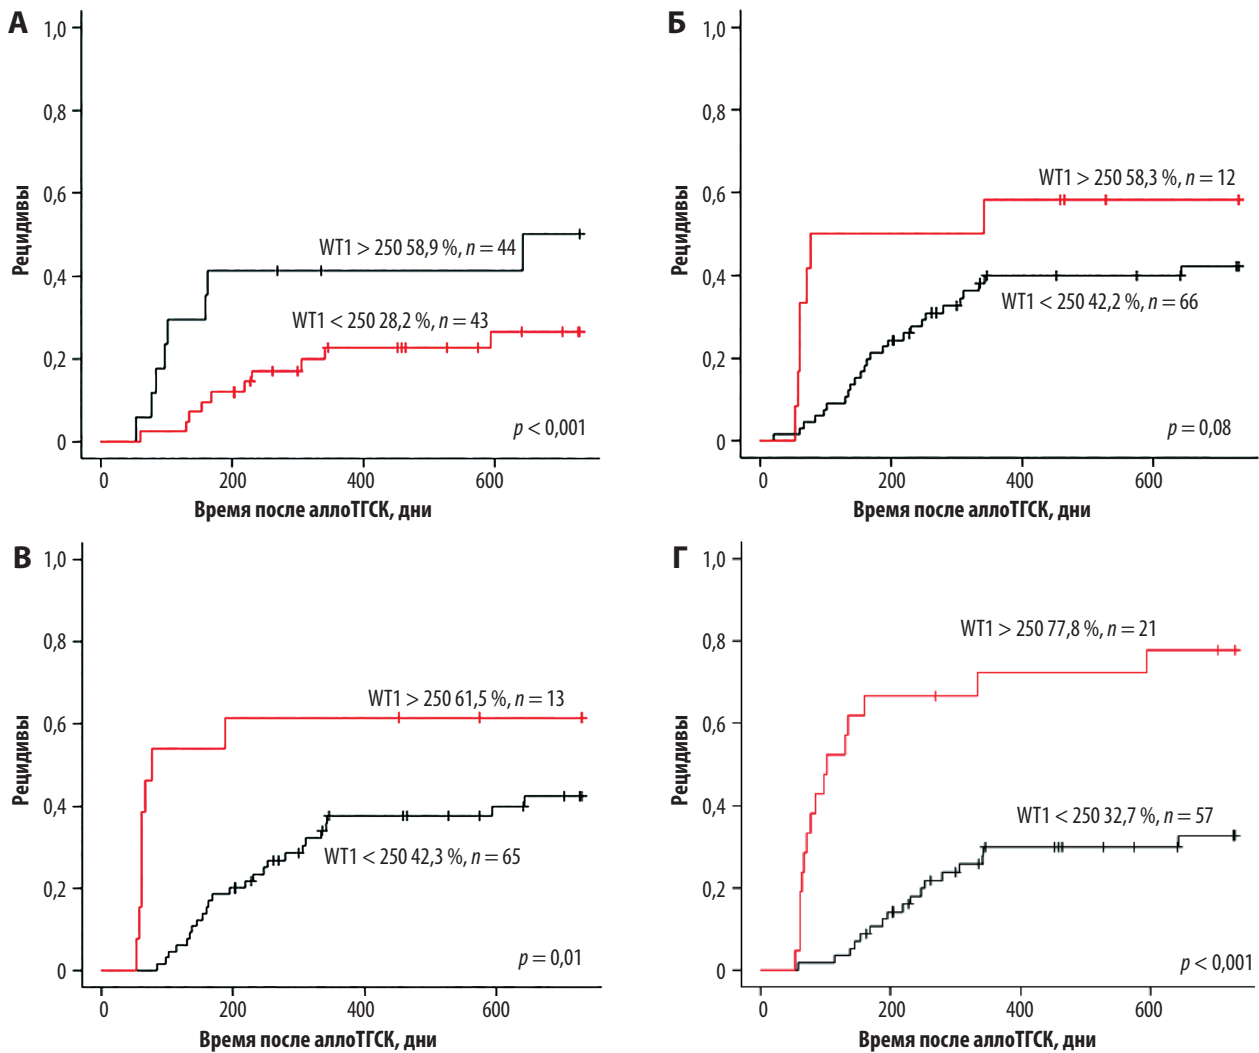 А
1,0
0,8
0,6
0,4
0,2
0
Рецидивы
WT1 > 250 58,9 %, n = 44
WT1 < 250 28,2 %, n = 43
p < 0,001
0
200
400
600
Время после аллоТГСК, дни
Б
1,0
0,8
0,6
0,4
0,2
0
Рецидивы
WT1 > 250 58,3 %, n = 12
WT1 < 250 42,2 %, n = 66
p = 0,08
0
200
400
600
Время после аллоТГСК, дни
В
1,0
0,8
0,6
0,4
0,2
0
Рецидивы
WT1 > 250 61,5 %, n = 13
WT1 < 250 42,3 %, n = 65
p = 0,01
0
200
400
600
Время после аллоТГСК, дни
Г
1,0
0,8
0,6
0,4
0,2
0
Рецидивы
WT1 > 250 77,8 %, n = 21
WT1 < 250 32,7 %, n = 57
p < 0,001
0
200
400
600
Время после аллоТГСК, дни